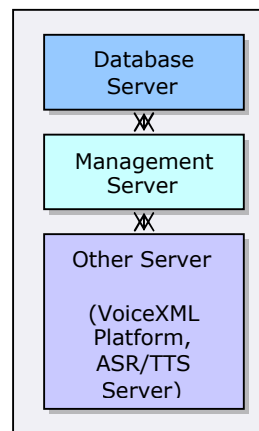 Database
Server
Management
Server
Other Server
(VoiceXML
Platform,
ASR/TTS
Server)